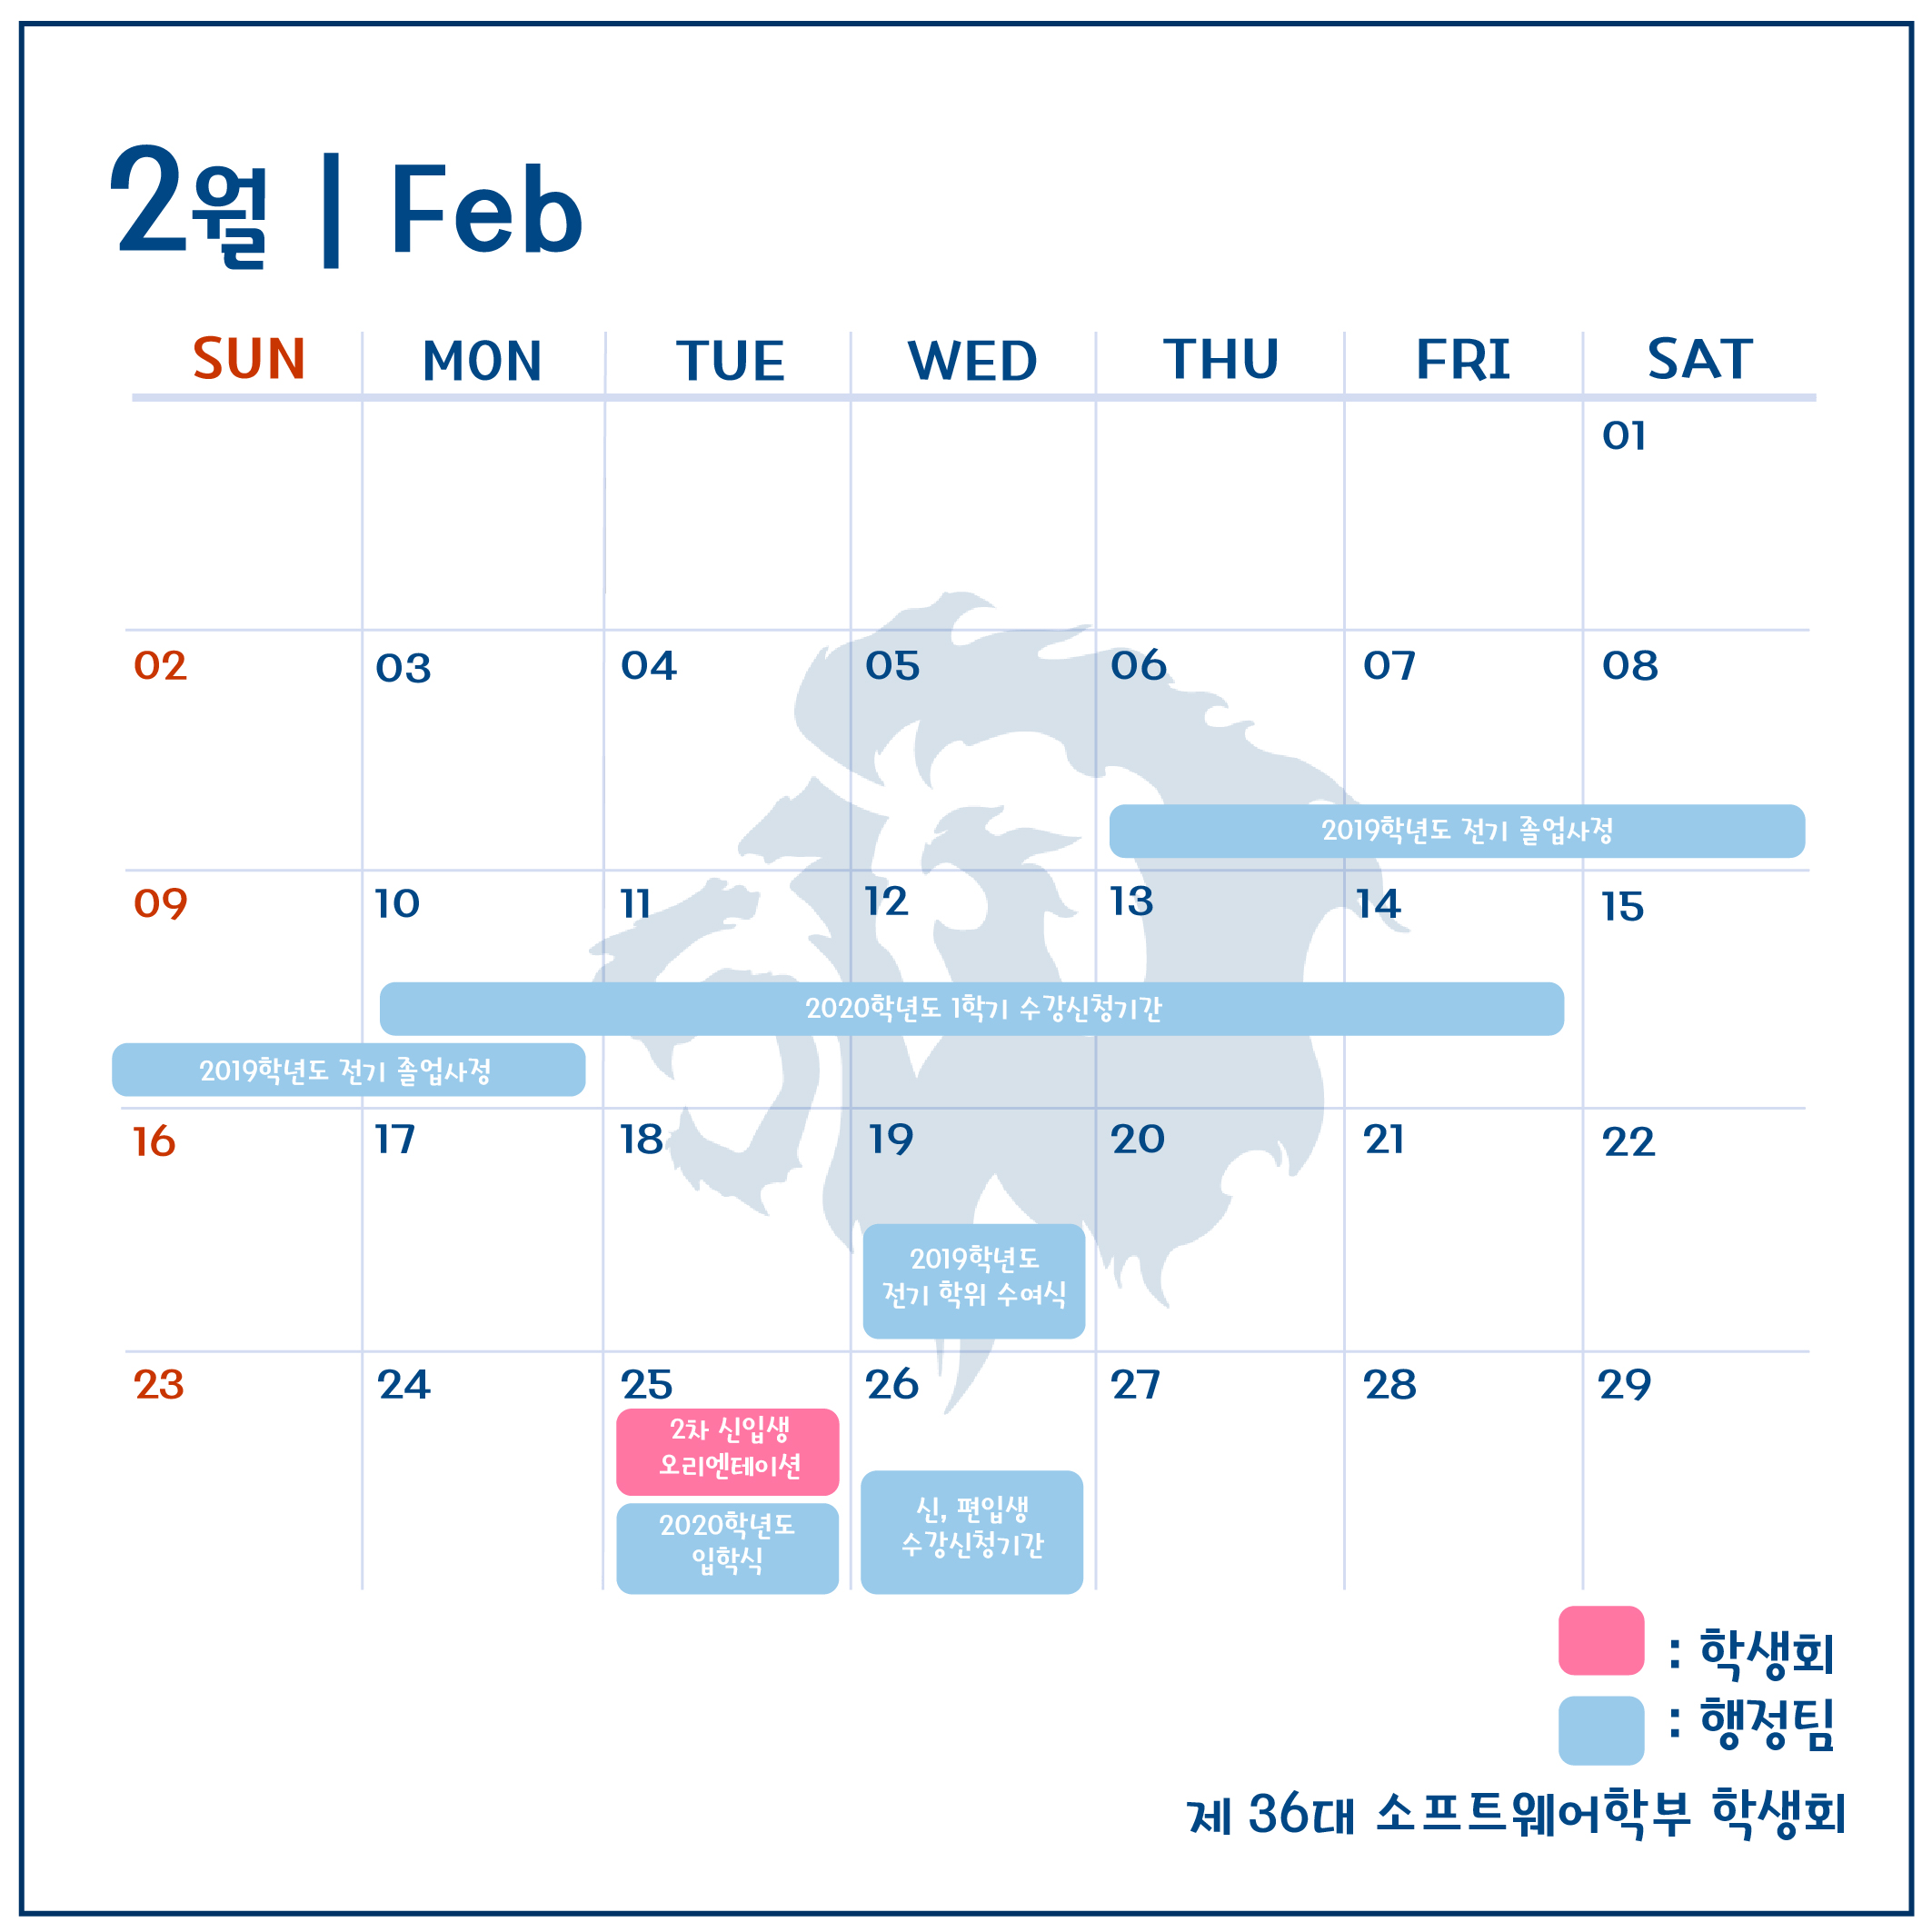 2월 | Feb
SUN MON TUE WED THU FRI SAT
01
02 03 04 05 06 07 08
2019학년도 전기 졸업사정
09 10 11 12 13 14 15
2020학년도 1학기 수강신청기간
2019학년도 전기 졸업사정
16 17 18 19 20 21 22
2019학년도
전기 학위 수여식
23 24 25 26 27 28 29
2차 신입생
오리엔테이션
2020학년도
입학식
신, 편입생
수강신청기간
: 학생회
: 행정팀
제 36대 소프트웨어학부 학생회